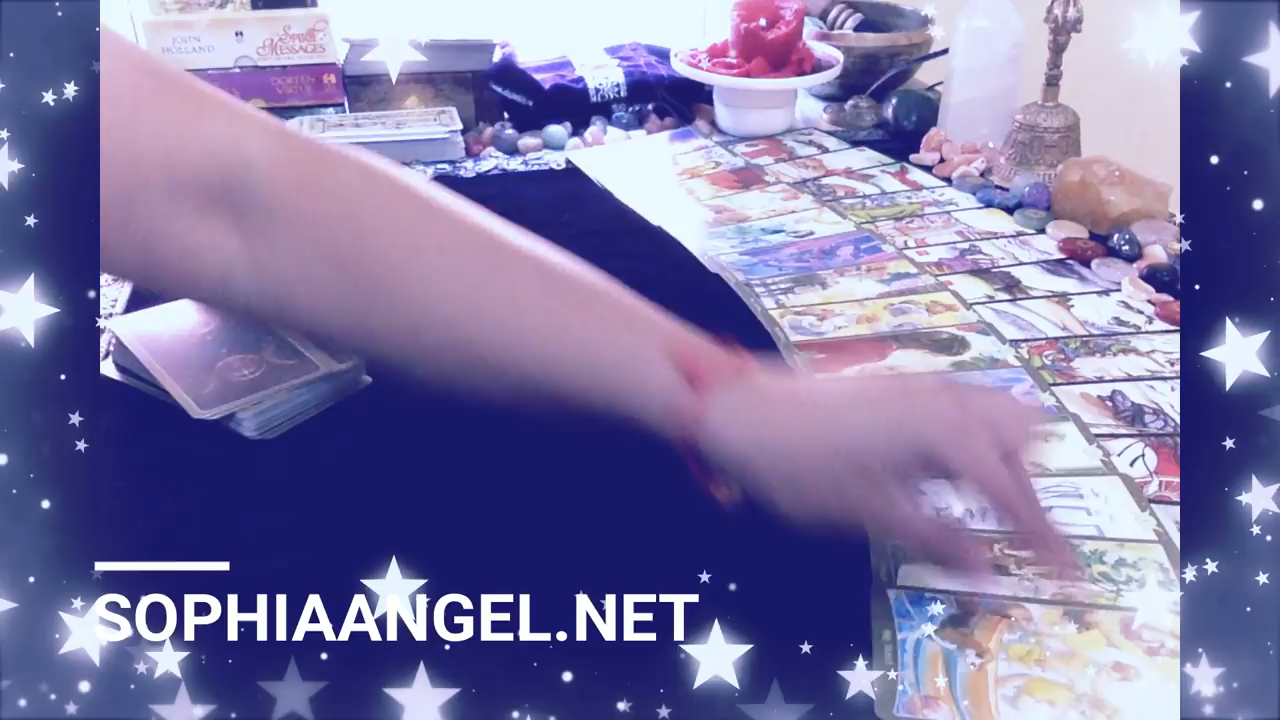 JOHN
HOLLAND
Spirit
MESSAGES
DOREEN
VIRTUE
SOPHIAANGEL.NET